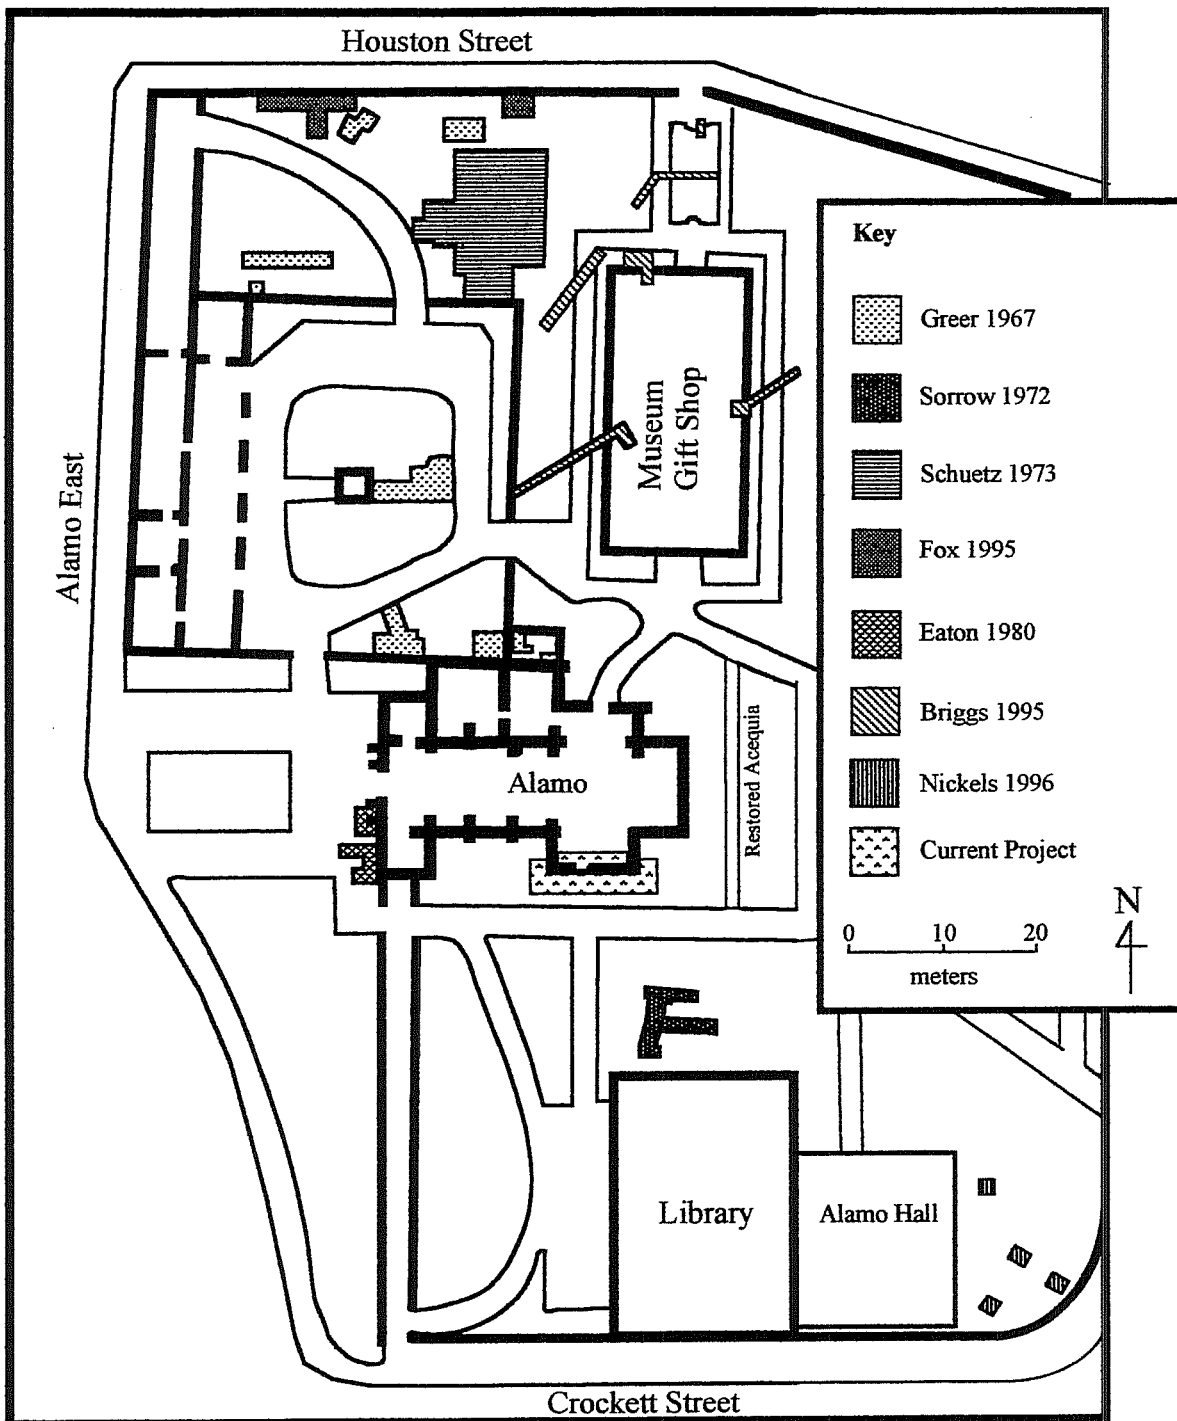 Houston Street
Key
Greer 1967
Sorrow 1972
Schuetz 1973
Fox 1995
Eaton 1980
Briggs 1995
Nickels 1996
Current Project
0 10 20
meters
N
Alamo East
Museum
Gift Shop
Alamo
Restored Acequia
Library
Alamo Hall
Crockett Street